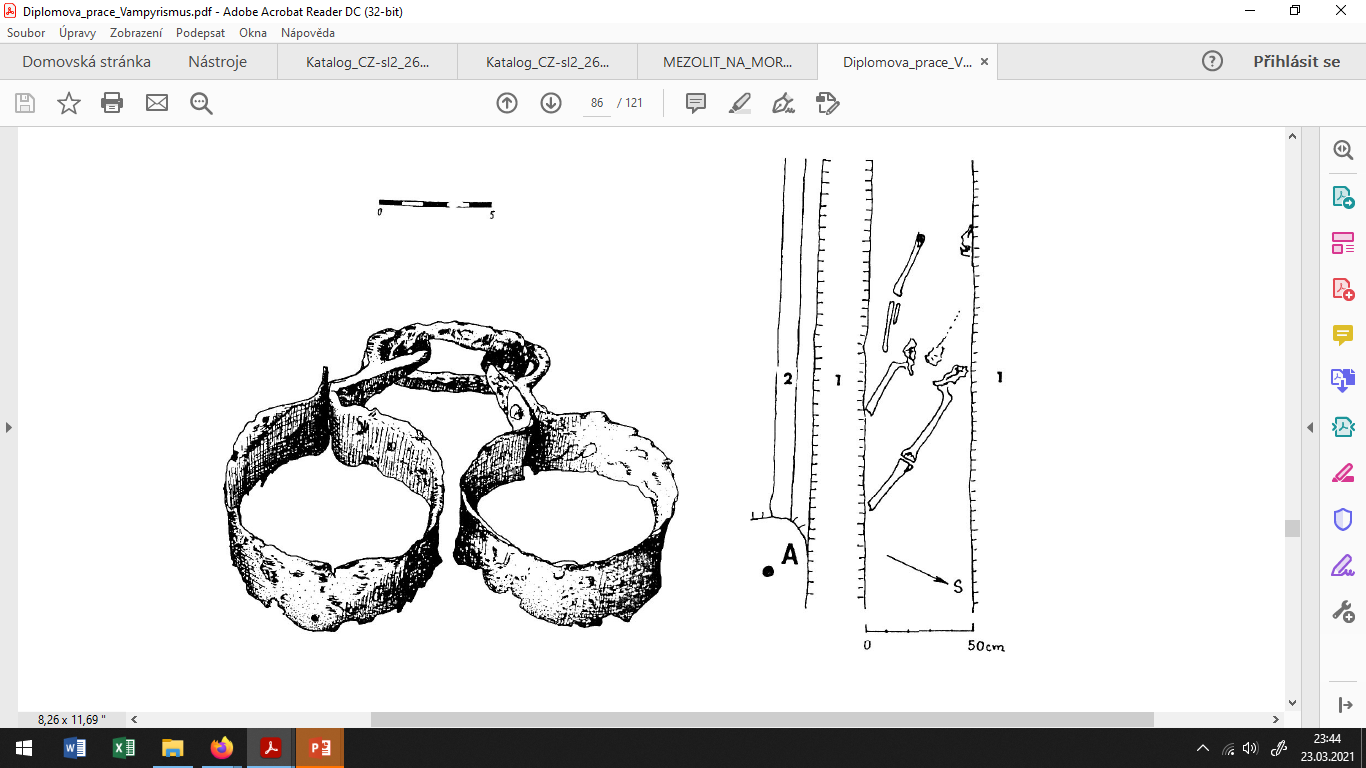 Diplomova_prace_Vampyrismus.pdf - Adobe Acrobat Reader DC (32-bit)
Soubor Úpravy Zobrazení Podepsat Okna Nápověda
Domovská stránka Nástroje Katalog_CZ-sl2_26... Katalog_CZ-sl2_26... MEZOLIT_NA_MOR... Diplomova_prace_V... Přihlásit se
86 / 121
0 5
2 1 1
A
S
0 50cm
8,26 x 11,69 "
23:44
23.03.2021